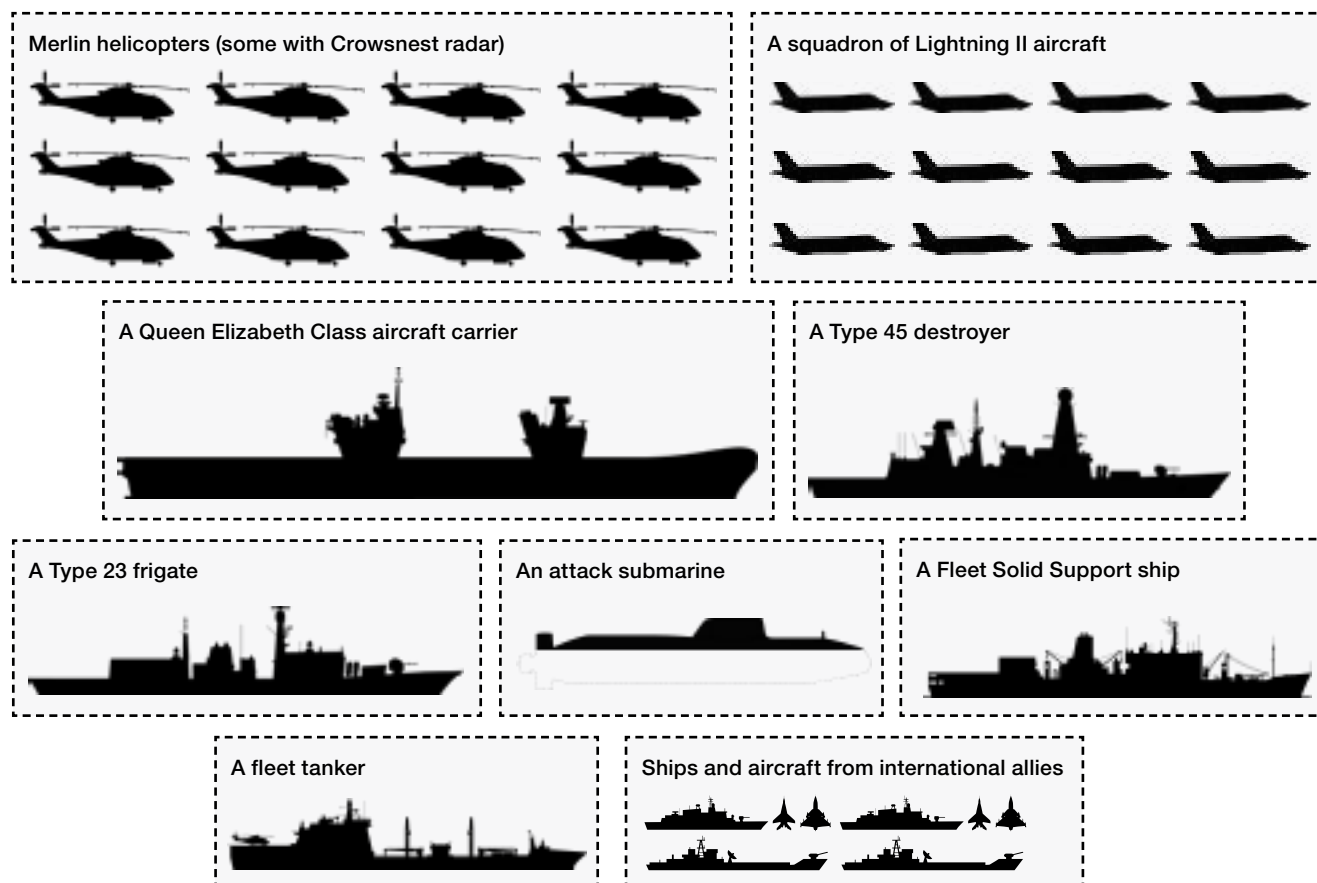 Merlin helicopters (some with Crowsnest radar)
A squadron of Lightning II aircraft
A Queen Elizabeth Class aircraft carrier
A Type 45 destroyer
A Type 23 frigate
An attack submarine
A Fleet Solid Support ship
A fleet tanker
Ships and aircraft from international allies